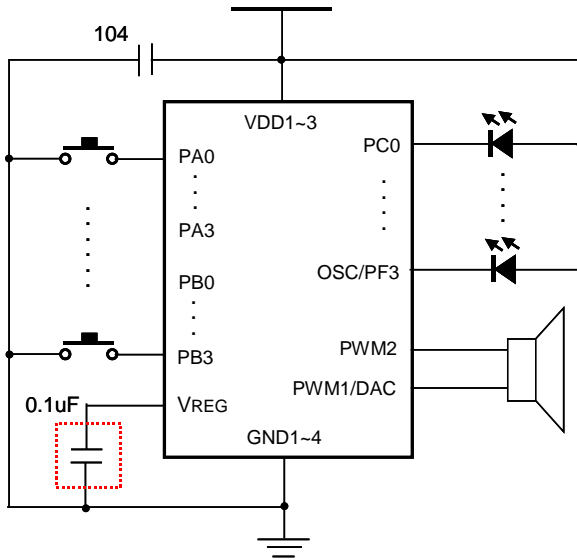 104
VDD1~3
PA0
PC0
PA3
PB0
OSC/PF3
PB3
PWM2
0.1uF
VREG
PWM1/DAC
GND1~4